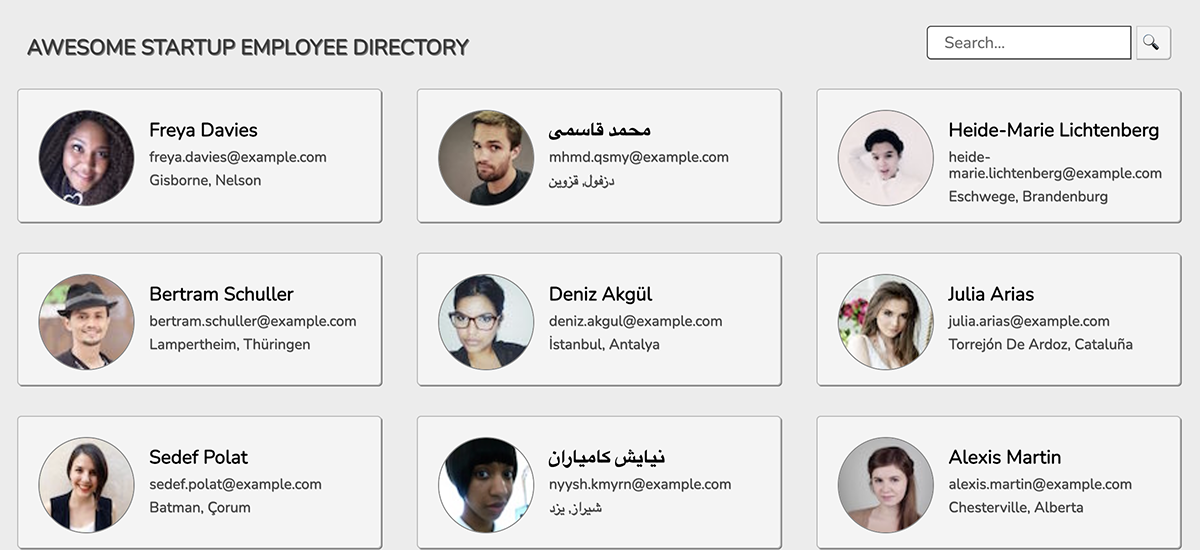 AWESOME STARTUP EMPLOYEE DIRECTORY
Search...
Freya Davies
freya.davies@example.com
Gisborne, Nelson
محمد قاسمی
mhmd.qsmy@example.com
دزفول, قزوین
Heide-Marie Lichtenberg
heide-
marie.lichtenberg@example.com
Eschwege, Brandenburg
Bertram Schuller
bertram.schuller@example.com
Lampertheim, Thüringen
Deniz Akgül
deniz.akgul@example.com
İstanbul, Antalya
Julia Arias
julia.arias@example.com
Torrejón De Ardoz, Cataluña
Sedef Polat
sedef.polat@example.com
Batman, Çorum
نیایش کامیاران
nyysh.kmyrn@example.com
شیراز, یزد
Alexis Martin
alexis.martin@example.com
Chesterville, Alberta